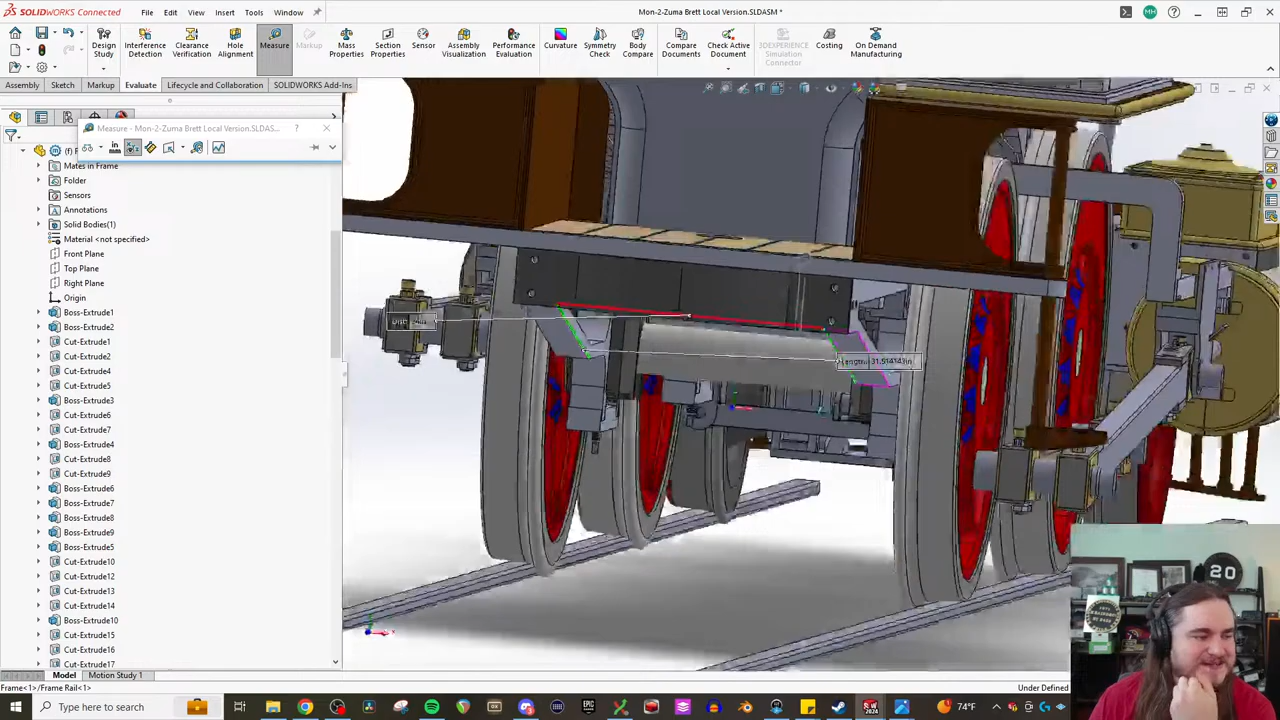 SOLIDWORKS
File
Edit
View
Insert
Tools
Window
Mon-2-Zuma Brett Local Version.SLDASM *
MH
Design Study
Interference Detection
Clearance Verification
Hole Alignment
Measure
Markup
Mass Properties
Section Properties
Sensor
Assembly Visualization
Performance Evaluation
Curvature
Symmetry Check
Body Compare
Compare Documents
Check Active Document
3DEXPERIENCE Simulation Connector
Costing
On Demand Manufacturing
Assembly
Sketch
Markup
Evaluate
Lifecycle and Collaboration
SOLIDWORKS Add-Ins
Measure - Mon-2-Zuma Brett Local Version.SLDAS...
Mates in Frame
Folder
Sensors
Annotations
Solid Bodies(1)
Material <not specified>
Front Plane
Top Plane
Right Plane
Origin
Boss-Extrude1
Boss-Extrude2
Cut-Extrude1
Cut-Extrude2
Cut-Extrude4
Cut-Extrude5
Boss-Extrude3
Cut-Extrude6
Cut-Extrude7
Boss-Extrude4
Cut-Extrude8
Cut-Extrude9
Boss-Extrude6
Boss-Extrude7
Boss-Extrude8
Boss-Extrude9
Boss-Extrude5
Cut-Extrude10
Cut-Extrude12
Cut-Extrude13
Cut-Extrude14
Boss-Extrude10
Cut-Extrude15
Cut-Extrude16
Cut-Extrude17
20
Model
Motion Study 1
Frame<1>/Frame Rail<1>
Under Defined
Type here to search
74°F